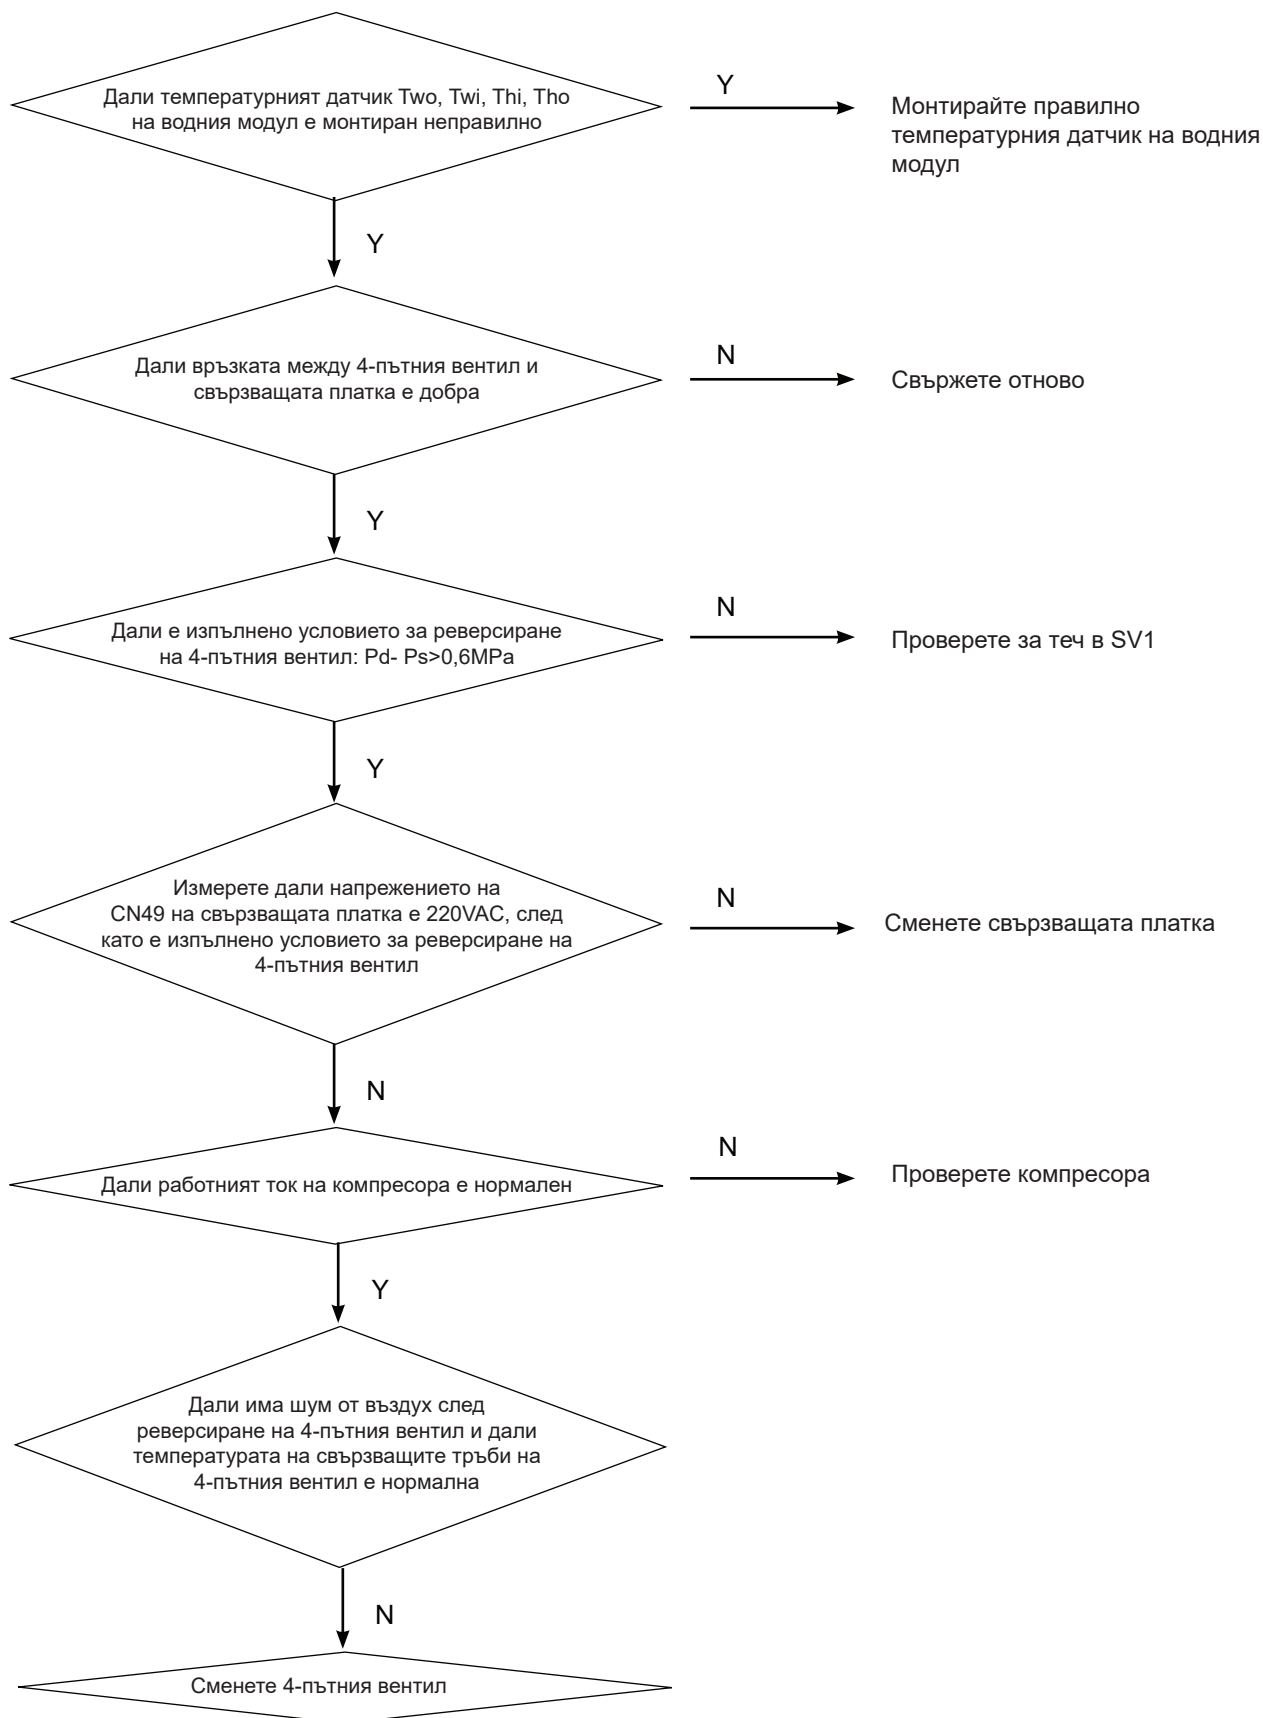 Дали температурният датчик Two, Twi, Thi, Tho
на водния модул е монтиран неправилно
Y
Монтирайте правилно
температурния датчик на водния
модул
Y
Дали връзката между 4-пътния вентил и
свързващата платка е добра
N
Свържете отново
Y
Дали е изпълнено условието за реверсиране
на 4-пътния вентил: Pd- Ps>0,6MPa
N
Проверете за теч в SV1
Y
Измерете дали напрежението на
CN49 на свързващата платка е 220VAC, след
като е изпълнено условието за реверсиране на
4-пътния вентил
N
Сменете свързващата платка
N
Дали работният ток на компресора е нормален
N
Проверете компресора
Y
Дали има шум от въздух след
реверсиране на 4-пътния вентил и дали
температурата на свързващите тръби на
4-пътния вентил е нормална
N
Сменете 4-пътния вентил